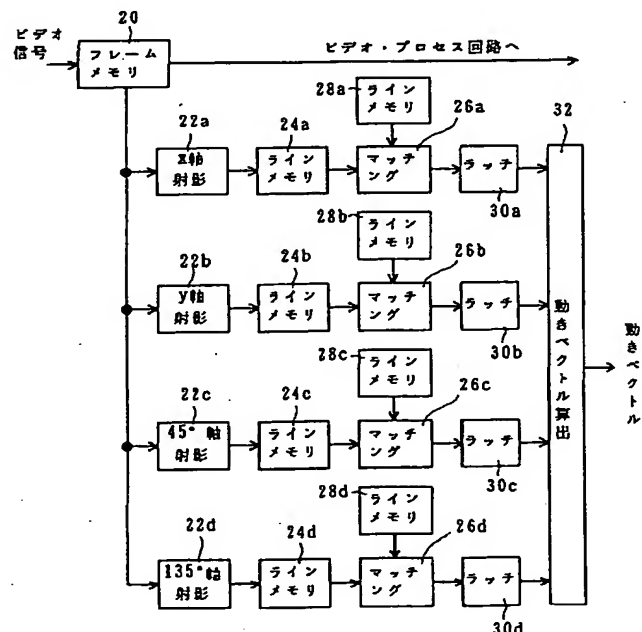 20
ビデオ
信号
フレーム
メモリ
ビデオ・プロセス回路へ
28a
ライン
メモリ
22a
24a
26a
32
x軸
射影
ライン
メモリ
マッチ
ング
ラッチ
30a
28b
ライン
メモリ
22b
24b
26b
y軸
射影
ライン
メモリ
マッチ
ング
ラッチ
30b
動きベクトル算出
動きベクトル
28c
ライン
メモリ
22c
24c
26c
45°軸
射影
ライン
メモリ
マッチ
ング
ラッチ
30c
28d
ライン
メモリ
22d
24d
26d
135°軸
射影
ライン
メモリ
マッチ
ング
ラッチ
30d